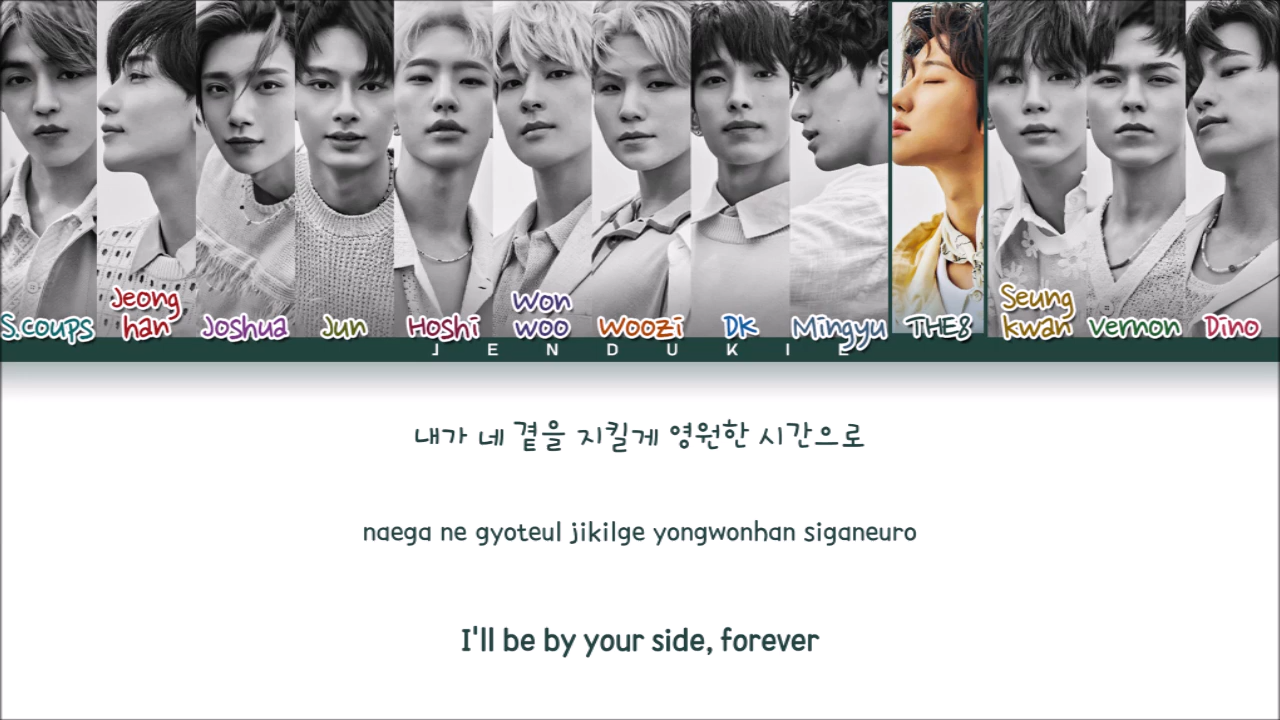 S.coups
Jeong
han
Joshua
Jun
Hoshi
Won
woo
Woozi
DK
Mingyu
THE8
Seung
kwan
vernon
Dino
JENDUKIE
내가 네 곁을 지킬게 영원한 시간으로
naega ne gyoteul jikilge yongwonhan siganeuro
I'll be by your side, forever